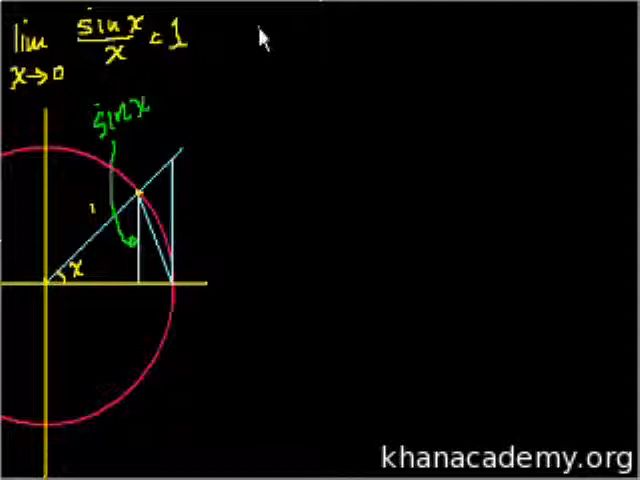 lim sin x / x = 1
x→0
sin x
1
x
khanacademy.org